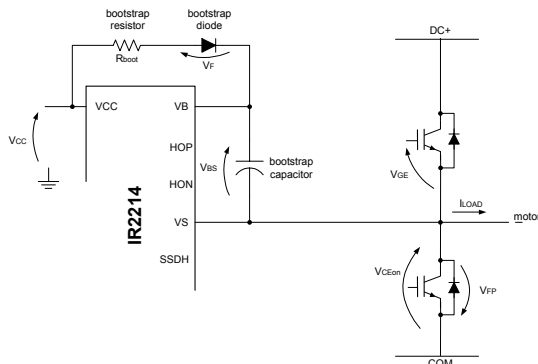 bootstrap
resistor
bootstrap
diode
DC+
Rboot
VF
VCC
VB
VCC
HOP
VBS
bootstrap
capacitor
VGE
HON
IR2214
ILOAD
VS
motor
SSDH
VCEon
VFP
COM